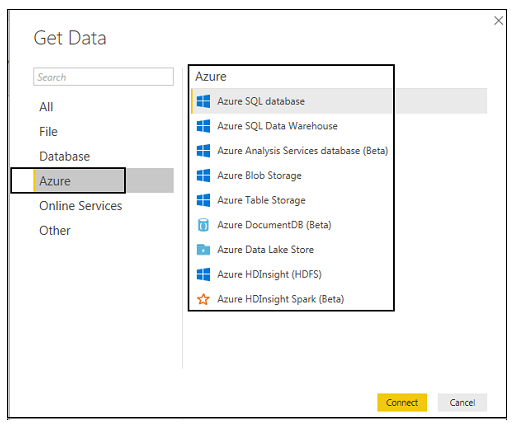 Get Data
Search
All
File
Database
Azure
Online Services
Other
Azure
Azure SQL database
Azure SQL Data Warehouse
Azure Analysis Services database (Beta)
Azure Blob Storage
Azure Table Storage
Azure DocumentDB (Beta)
Azure Data Lake Store
Azure HDInsight (HDFS)
Azure HDInsight Spark (Beta)
Connect
Cancel